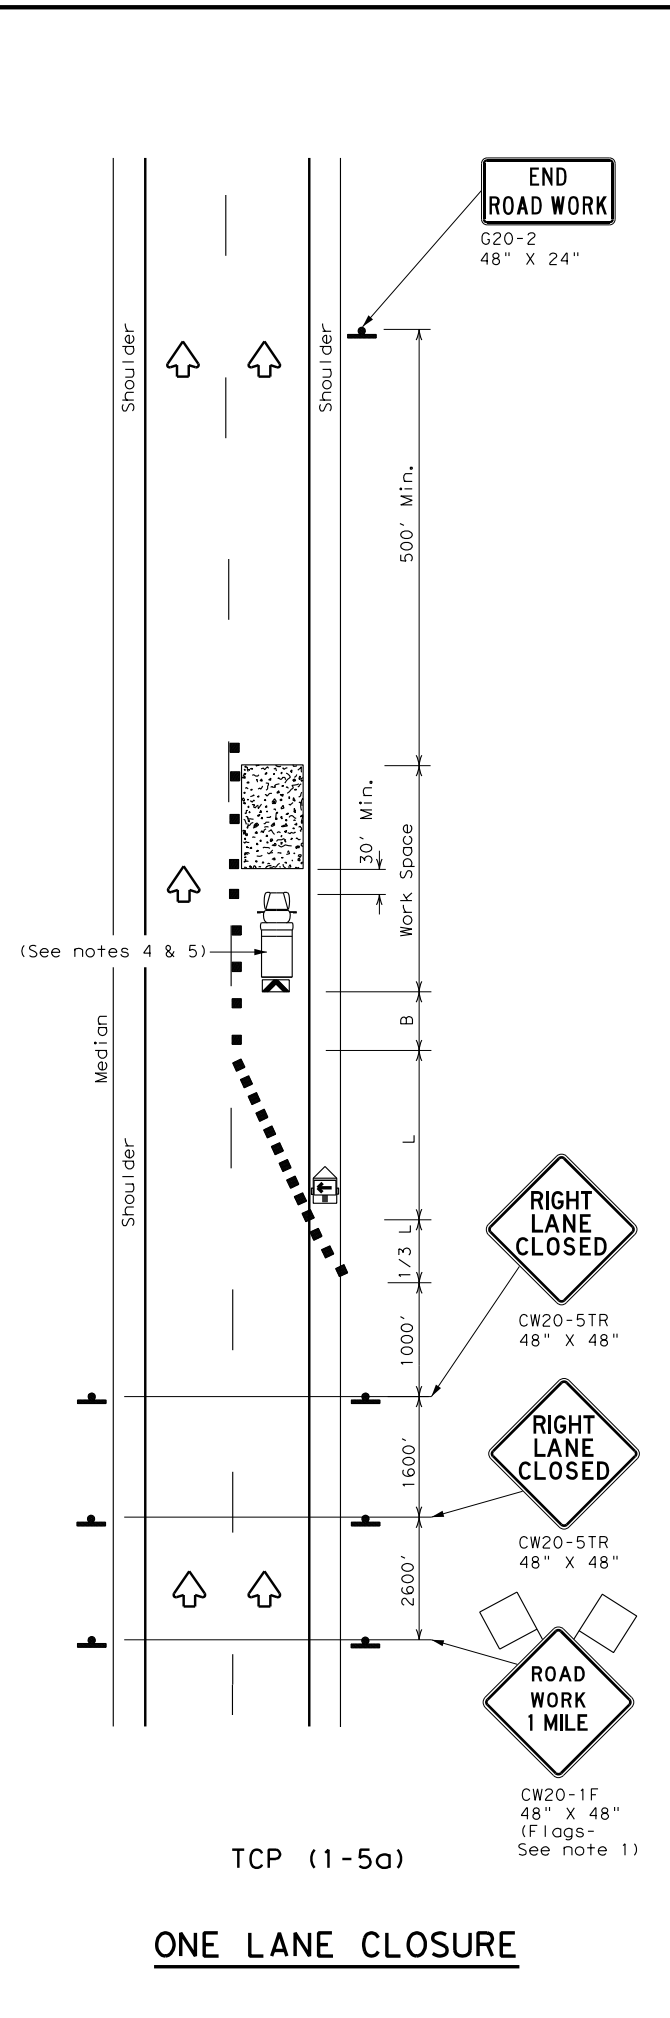 END
ROAD WORK
G20-2
48" X 24"
Shoulder
Shoulder
500' Min.
30' Min.
Work Space
(See notes 4 & 5)
B
Median
L
Shoulder
1/3 L
RIGHT
LANE
CLOSED
CW20-5TR
48" X 48"
1000'
RIGHT
LANE
CLOSED
CW20-5TR
48" X 48"
1600'
2600'
ROAD
WORK
1 MILE
CW20-1F
48" X 48"
(Flags-
See note 1)
TCP (1-5a)
ONE LANE CLOSURE